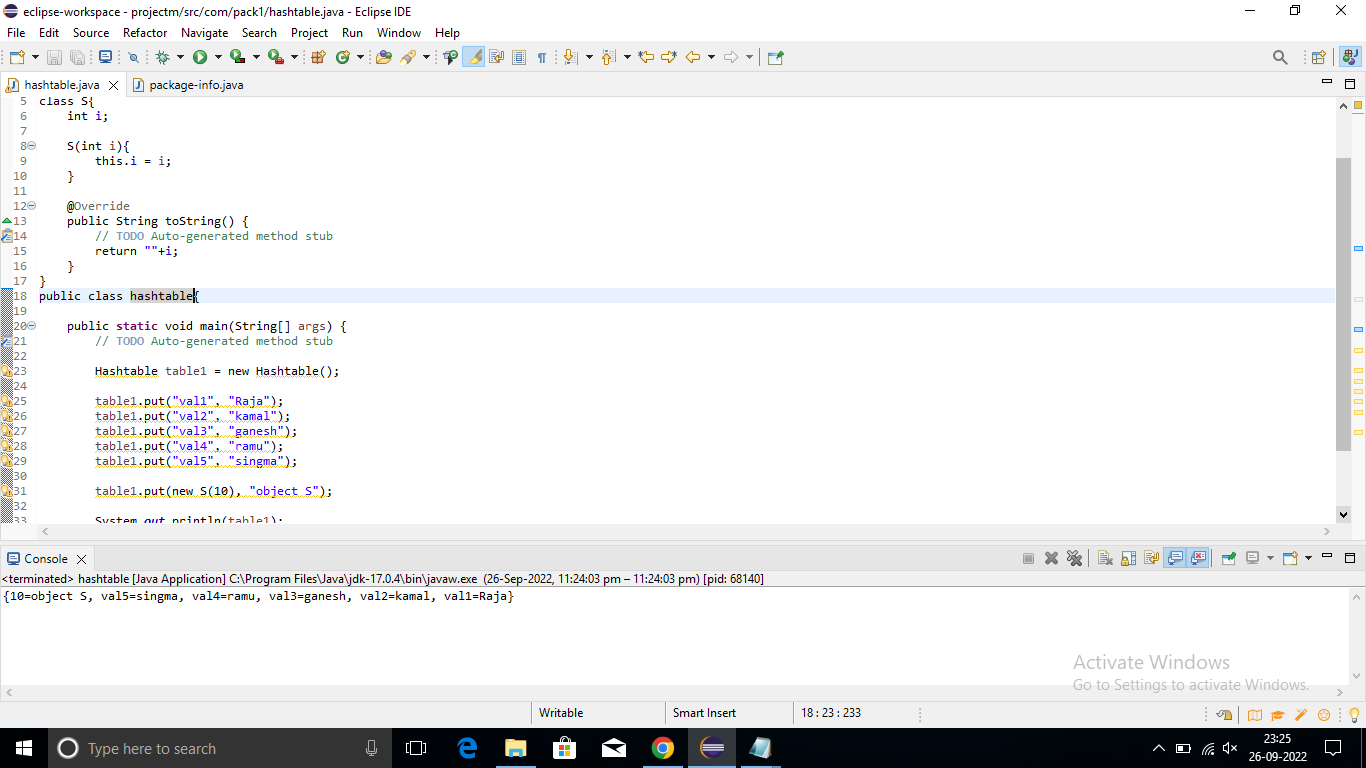 eclipse-workspace - projectm/src/com/pack1/hashtable.java - Eclipse IDE
File Edit Source Refactor Navigate Search Project Run Window Help
hashtable.java package-info.java
5 class S{
6 int i;
7
8 S(int i){
9 this.i = i;
10 }
11
12 @Override
13 public String toString() {
14 // TODO Auto-generated method stub
15 return ""+i;
16 }
17 }
18 public class hashtable{
19
20 public static void main(String[] args) {
21 // TODO Auto-generated method stub
22
23 Hashtable table1 = new Hashtable();
24
25 table1.put("val1", "Raja");
26 table1.put("val2", "kamal");
27 table1.put("val3", "ganesh");
28 table1.put("val4", "ramu");
29 table1.put("val5", "singma");
30
31 table1.put(new S(10), "object S");
32
33 System.out.println(table1);
Console
<terminated> hashtable [Java Application] C:\Program Files\Java\jdk-17.0.4\bin\javaw.exe (26-Sep-2022, 11:24:03 pm – 11:24:03 pm) [pid: 68140]
{10=object S, val5=singma, val4=ramu, val3=ganesh, val2=kamal, val1=Raja}
Activate Windows
Go to Settings to activate Windows.
Writable Smart Insert 18 : 23 : 233
Type here to search
23:25
26-09-2022